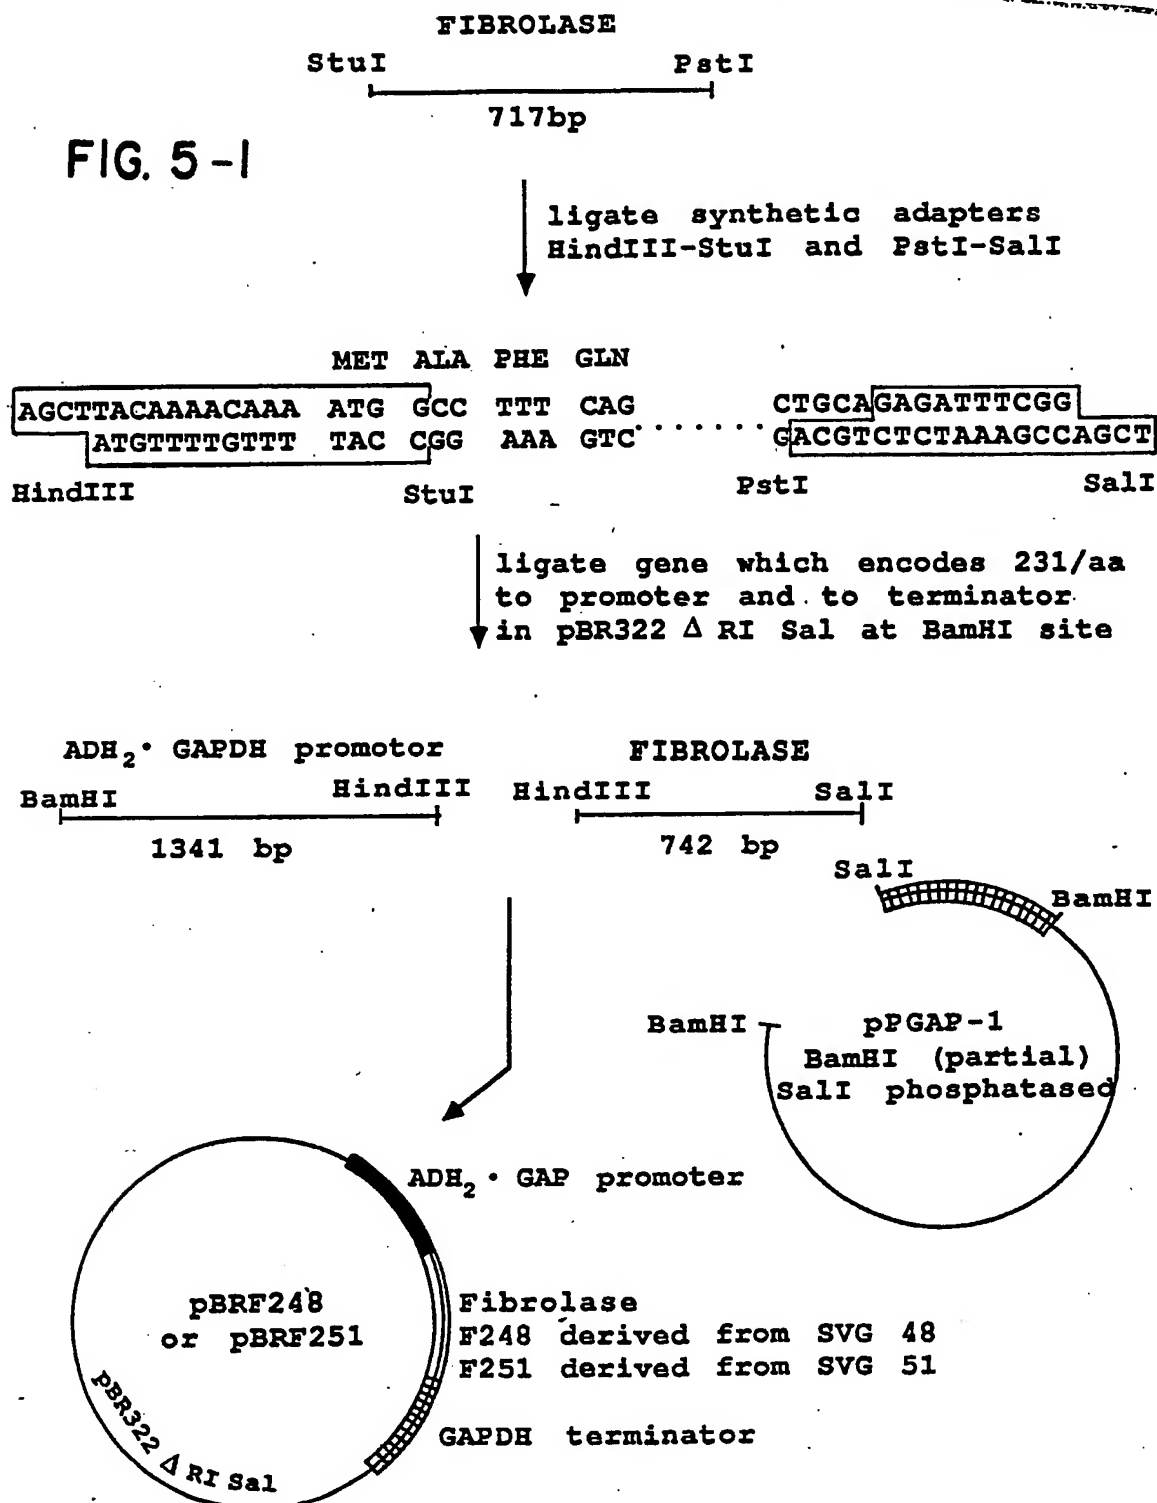 FIBROLASE
StuI PstI
717bp
FIG. 5-1
ligate synthetic adapters
HindIII-StuI and PstI-SalI
MET ALA PHE GLN
AGCTTACAAAACAAA ATG GCC TTT CAG CTGCAGAGATTTCGG
ATGTTTTGTTT TAC CGG AAA GTC.......GACGTCTCTAAAGCCAGCT
HindIII StuI PstI SalI
ligate gene which encodes 231/aa
to promoter and to terminator
in pBR322 Δ RI Sal at BamHI site
ADH2· GAPDH promotor FIBROLASE
BamHI HindIII HindIII SalI
1341 bp 742 bp
SalI
BamHI
BamHI
pPGAP-1
BamHI (partial)
SalI phosphatased
ADH2· GAP promoter
pBRF248
or pBRF251
Fibrolase
F248 derived from SVG 48
F251 derived from SVG 51
GAPDH terminator
pBR322 Δ RI Sal